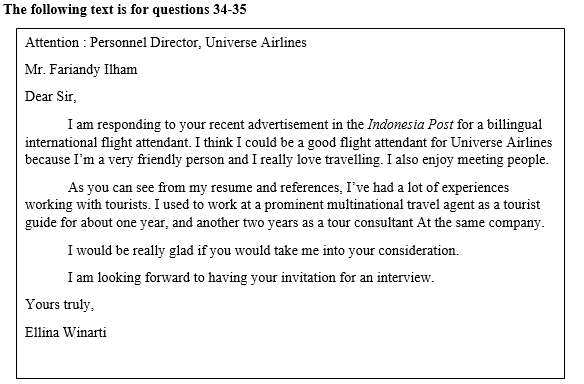 The following text is for questions 34-35
Attention : Personnel Director, Universe Airlines
Mr. Fariandy Ilham
Dear Sir,
I am responding to your recent advertisement in the Indonesia Post for a billingual
international flight attendant. I think I could be a good flight attendant for Universe Airlines
because I’m a very friendly person and I really love travelling. I also enjoy meeting people.
As you can see from my resume and references, I’ve had a lot of experiences
working with tourists. I used to work at a prominent multinational travel agent as a tourist
guide for about one year, and another two years as a tour consultant At the same company.
I would be really glad if you would take me into your consideration.
I am looking forward to having your invitation for an interview.
Yours truly,
Ellina Winarti